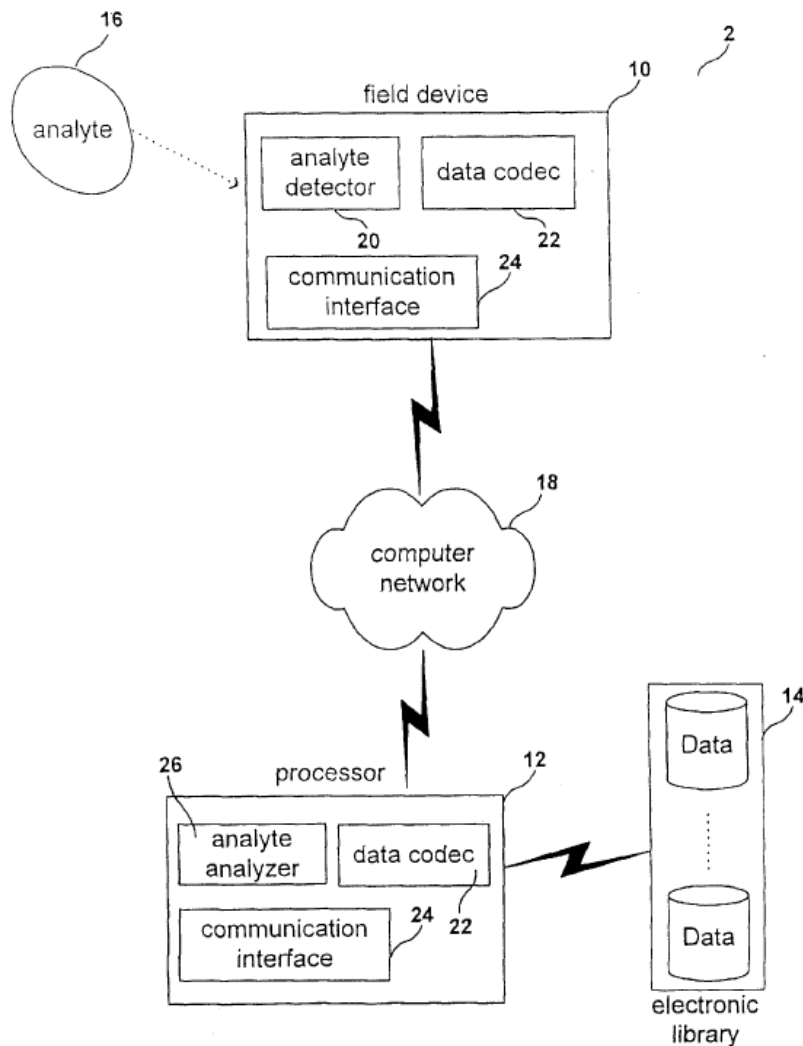 16
2
10
field device
analyte
analyte
detector
data codec
20
22
24
communication
interface
18
computer
network
14
Data
processor
12
26
analyte
analyzer
data codec
22
24
communication
interface
Data
electronic
library